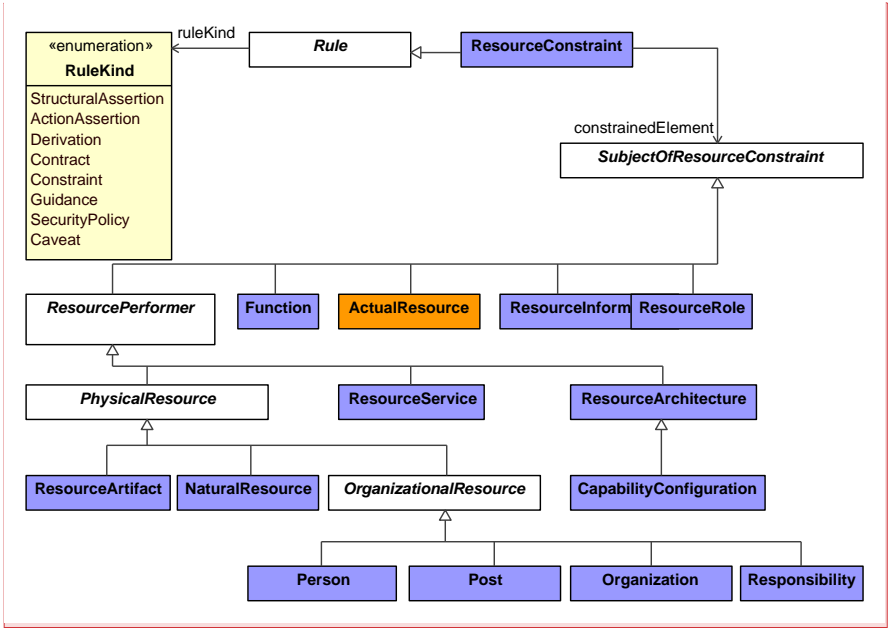 ruleKind
«enumeration»
RuleKind
StructuralAssertion
ActionAssertion
Derivation
Contract
Constraint
Guidance
SecurityPolicy
Caveat
Rule
ResourceConstraint
constrainedElement
SubjectOfResourceConstraint
ResourcePerformer
Function
ActualResource
ResourceInform
ResourceRole
PhysicalResource
ResourceService
ResourceArchitecture
ResourceArtifact
NaturalResource
OrganizationalResource
CapabilityConfiguration
Person
Post
Organization
Responsibility